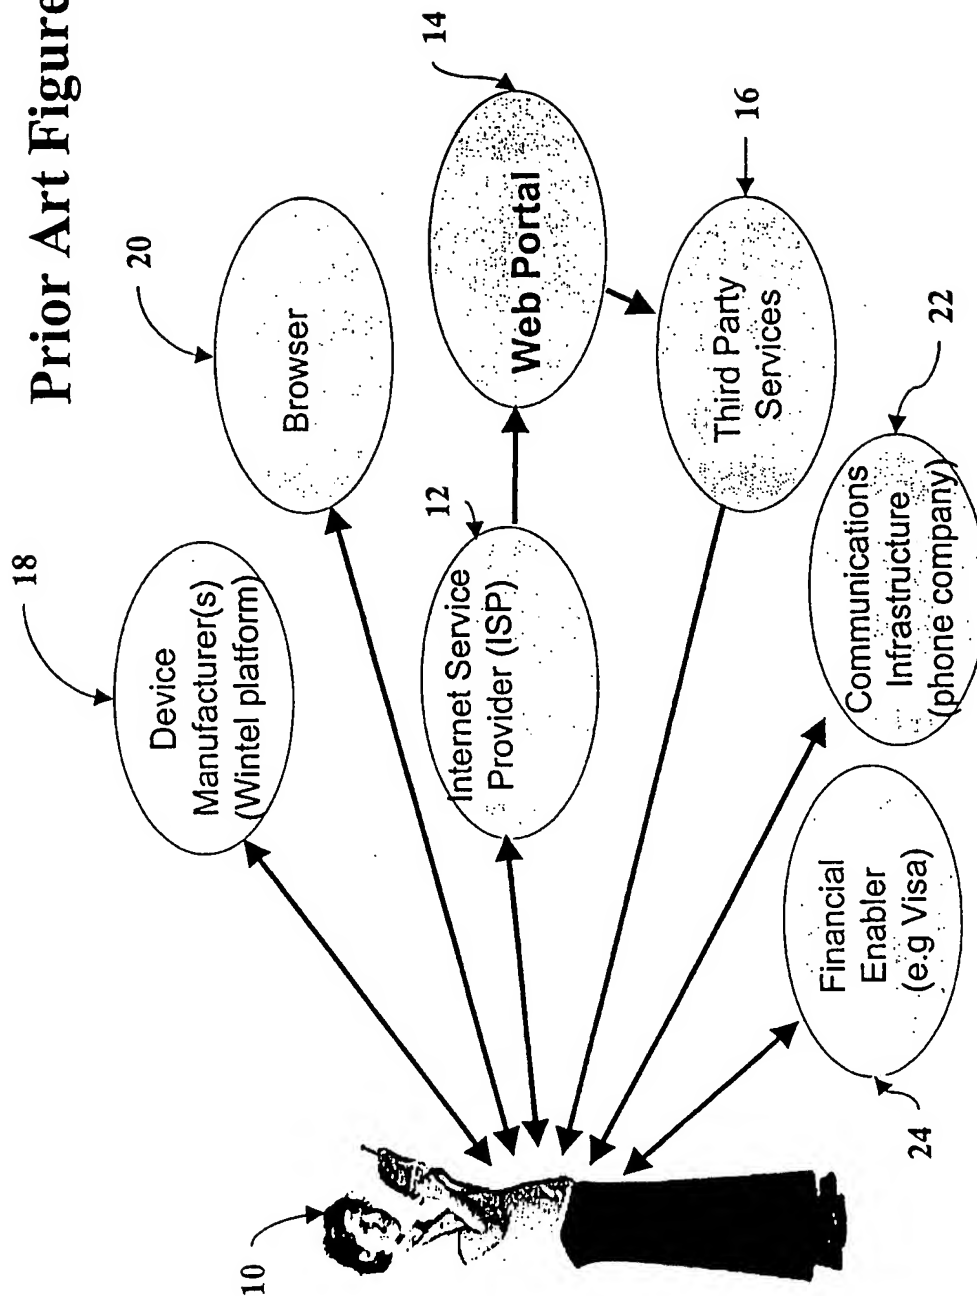 Prior Art Figure
18
Device
Manufacturer(s)
(Wintel platform)
20
Browser
10
12
Internet Service
Provider (ISP)
14
Web Portal
16
Third Party
Services
24
Financial
Enabler
(e.g Visa)
22
Communications
Infrastructure
(phone company)